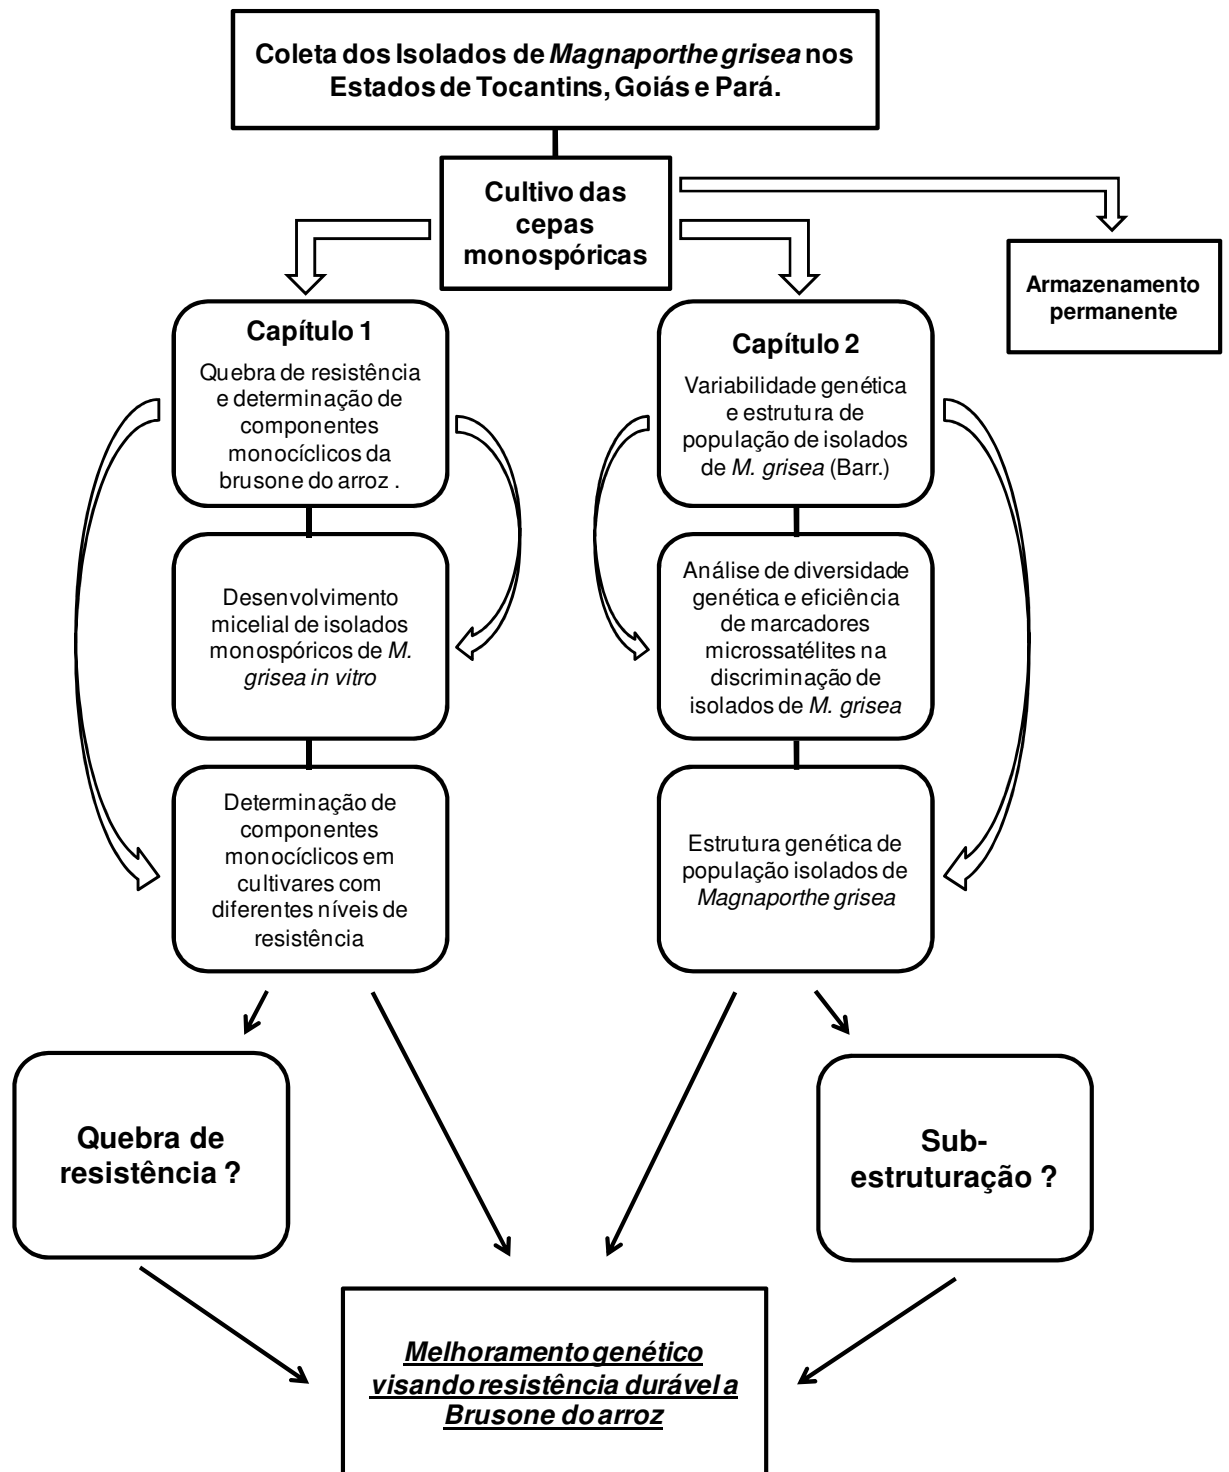 Coleta dos Isolados de Magnaporthe grisea nos
Estados de Tocantins, Goiás e Pará.
Cultivo das
cepas
monospóricas
Armazenamento
permanente
Capítulo 1
Quebra de resistência
e determinação de
componentes
monocíclicos da
brusone do arroz .
Desenvolvimento
micelial de isolados
monospóricos de M.
grisea in vitro
Determinação de
componentes
monocíclicos em
cultivares com
diferentes níveis de
resistência
Capítulo 2
Variabilidade genética
e estrutura de
população de isolados
de M. grisea (Barr.)
Análise de diversidade
genética e eficiência
de marcadores
microssatélites na
discriminação de
isolados de M. grisea
Estrutura genética de
população isolados de
Magnaporthe grisea
Quebra de
resistência ?
Sub-
estruturação ?
Melhoramento genético
visando resistência durável a
Brusone do arroz